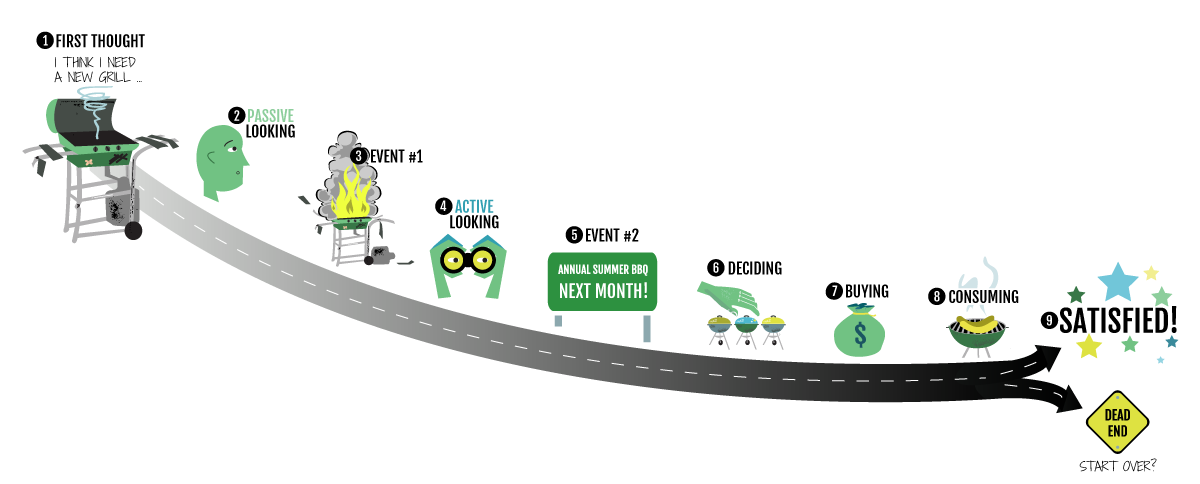 1 FIRST THOUGHT
I THINK I NEED
A NEW GRILL ...
2 PASSIVE
LOOKING
3 EVENT #1
4 ACTIVE
LOOKING
5 EVENT #2
ANNUAL SUMMER BBQ
NEXT MONTH!
6 DECIDING
7 BUYING
$
8 CONSUMING
9 SATISFIED!
DEAD
END
START OVER?